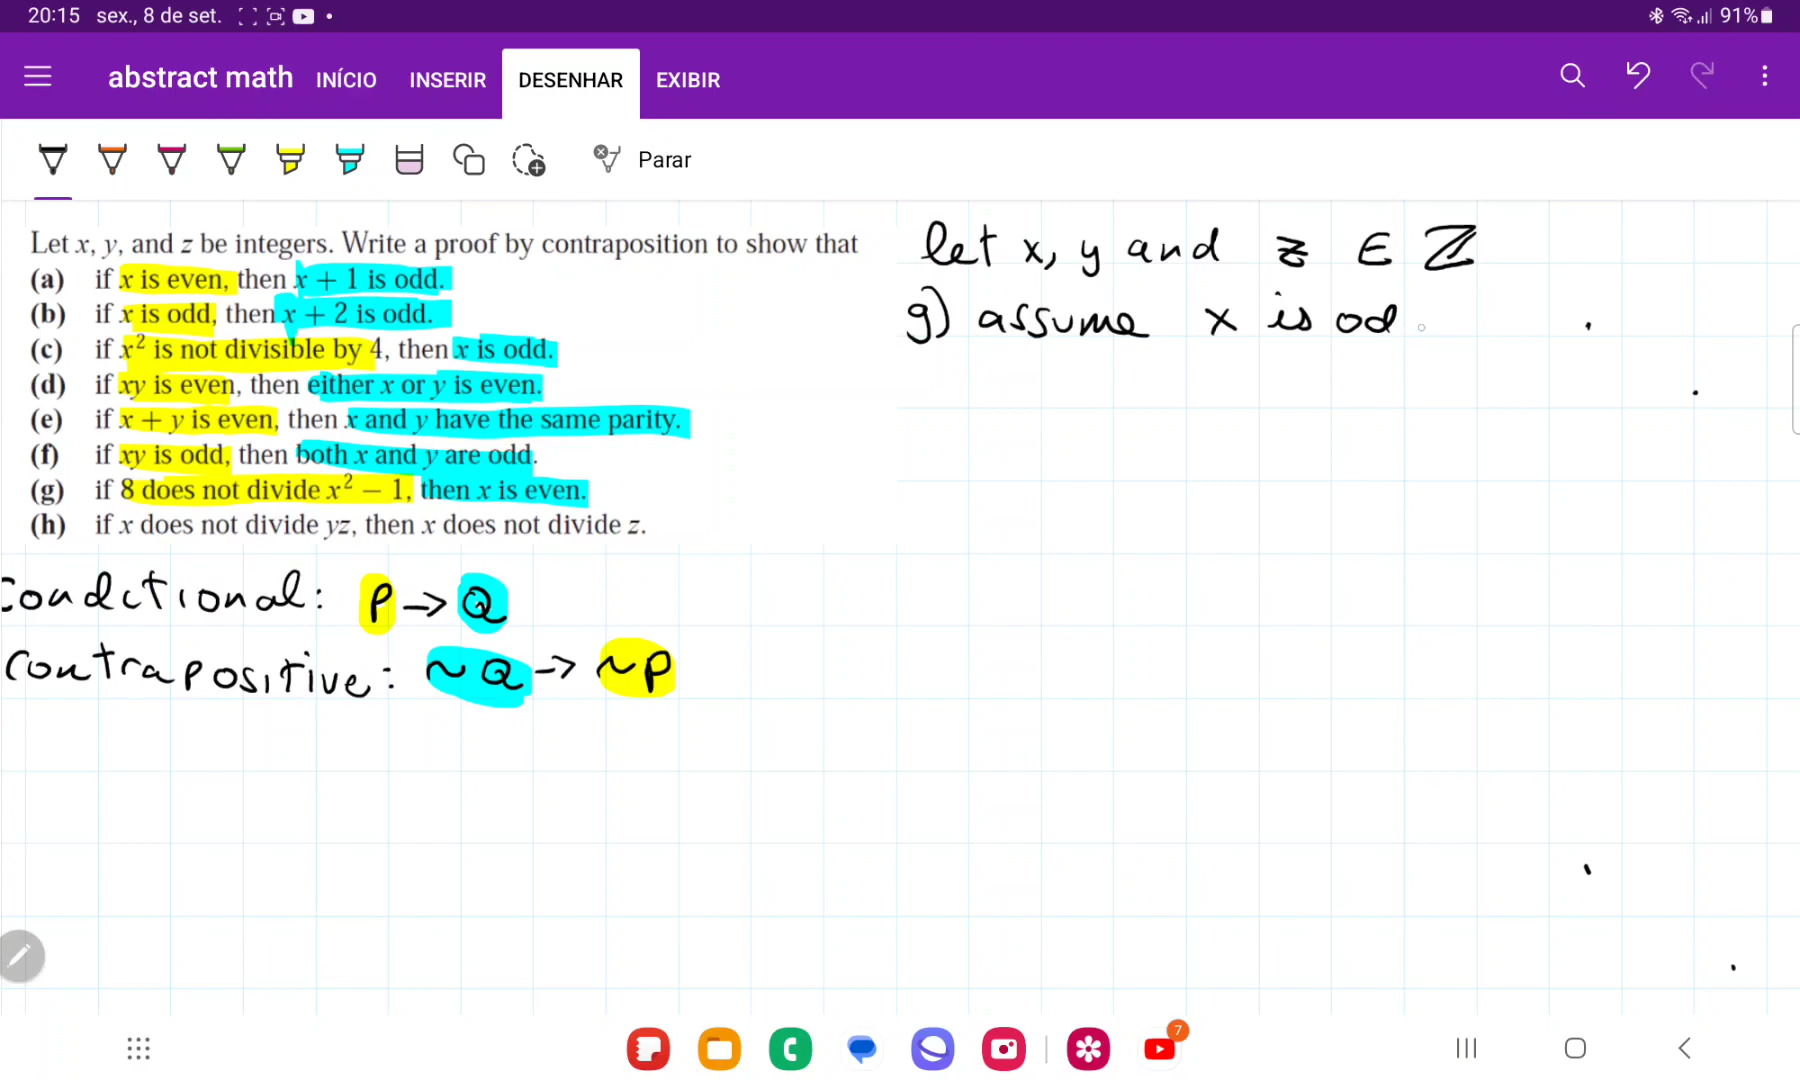 20:15 sex., 8 de set. 91%
abstract math INÍCIO INSERIR DESENHAR EXIBIR
Parar
Let x, y, and z be integers. Write a proof by contraposition to show that
(a) if x is even, then x + 1 is odd.
(b) if x is odd, then x + 2 is odd.
(c) if x² is not divisible by 4, then x is odd.
(d) if xy is even, then either x or y is even.
(e) if x + y is even, then x and y have the same parity.
(f) if xy is odd, then both x and y are odd.
(g) if 8 does not divide x² − 1, then x is even.
(h) if x does not divide yz, then x does not divide z.
Conditional: P → Q
Contrapositive: ~Q → ~P
let x, y and z ∈ ℤ
g) assume x is od
7